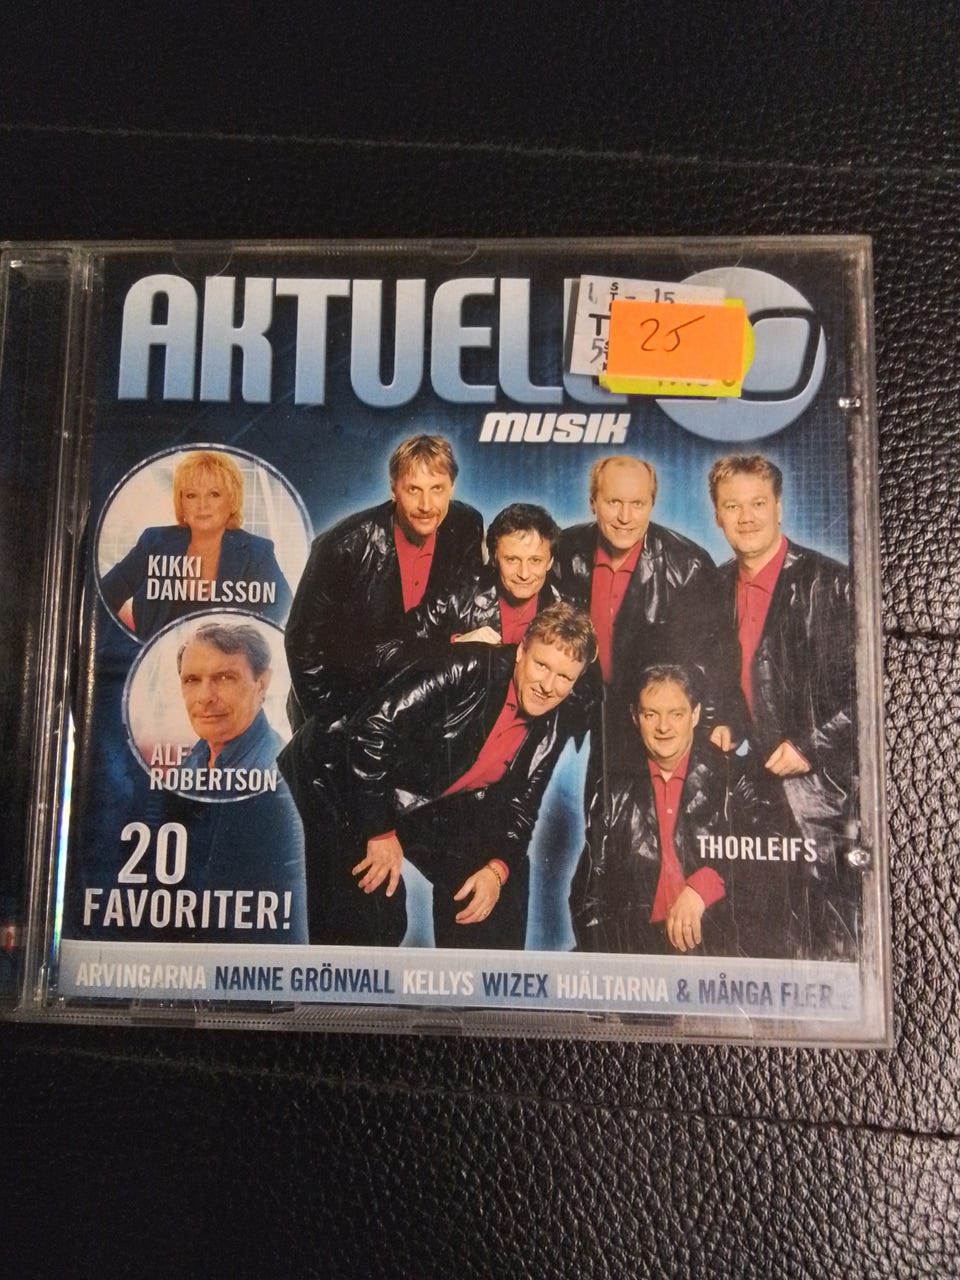 AKTUELL
MUSIK
25
KIKKI
DANIELSSON
ALF
ROBERTSON
20
FAVORITER!
THORLEIFS
ARVINGARNA NANNE GRÖNVALL KELLYS WIZEX HJÄLTARNA & MÅNGA FLER